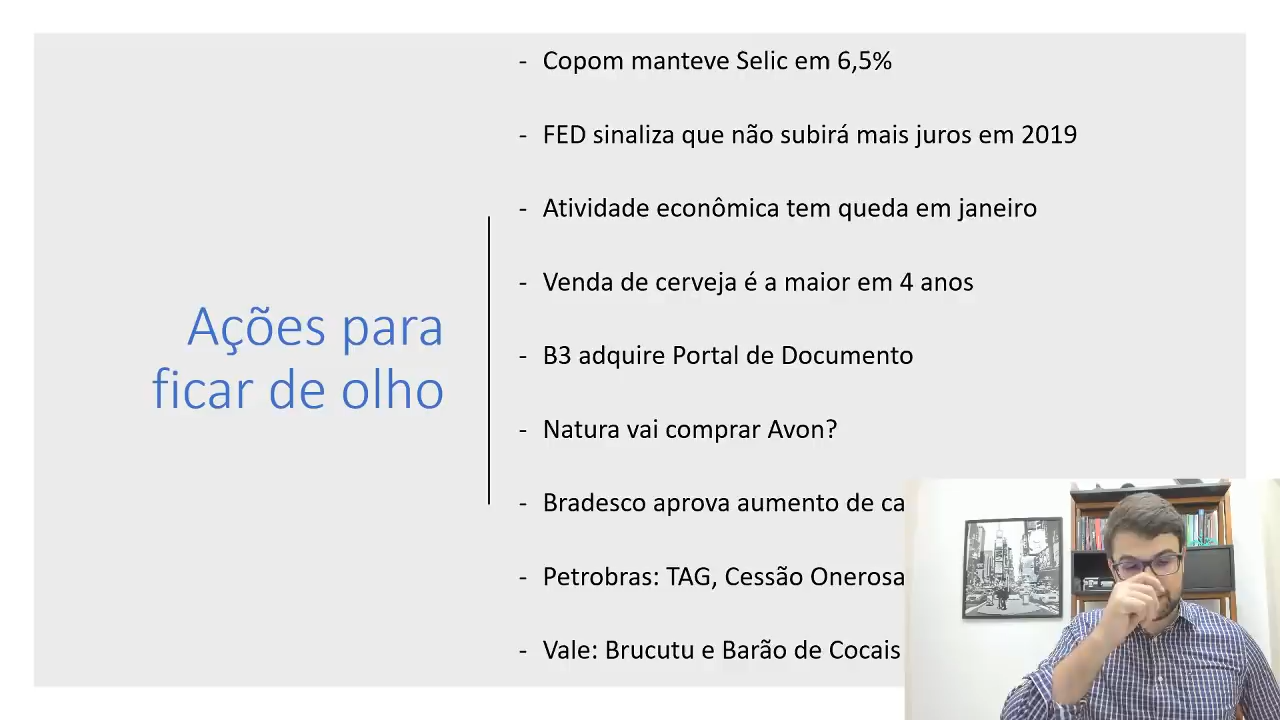 Ações para
ficar de olho
- Copom manteve Selic em 6,5%
- FED sinaliza que não subirá mais juros em 2019
- Atividade econômica tem queda em janeiro
- Venda de cerveja é a maior em 4 anos
- B3 adquire Portal de Documento
- Natura vai comprar Avon?
- Bradesco aprova aumento de ca
- Petrobras: TAG, Cessão Onerosa
- Vale: Brucutu e Barão de Cocais